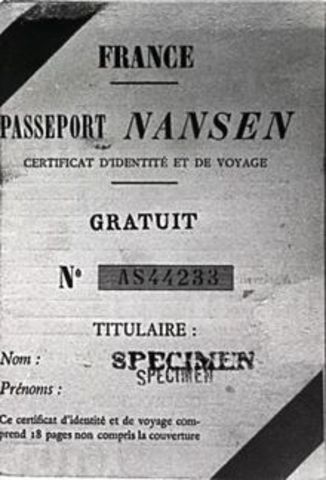 FRANCE
PASSEPORT NANSEN
CERTIFICAT D'IDENTITÉ ET DE VOYAGE
GRATUIT
N° AS44233
TITULAIRE :
Nom : SPECIMEN
SPECIMEN
Prénoms :
Ce certificat d'identité et de voyage com-
prend 18 pages non compris la couverture